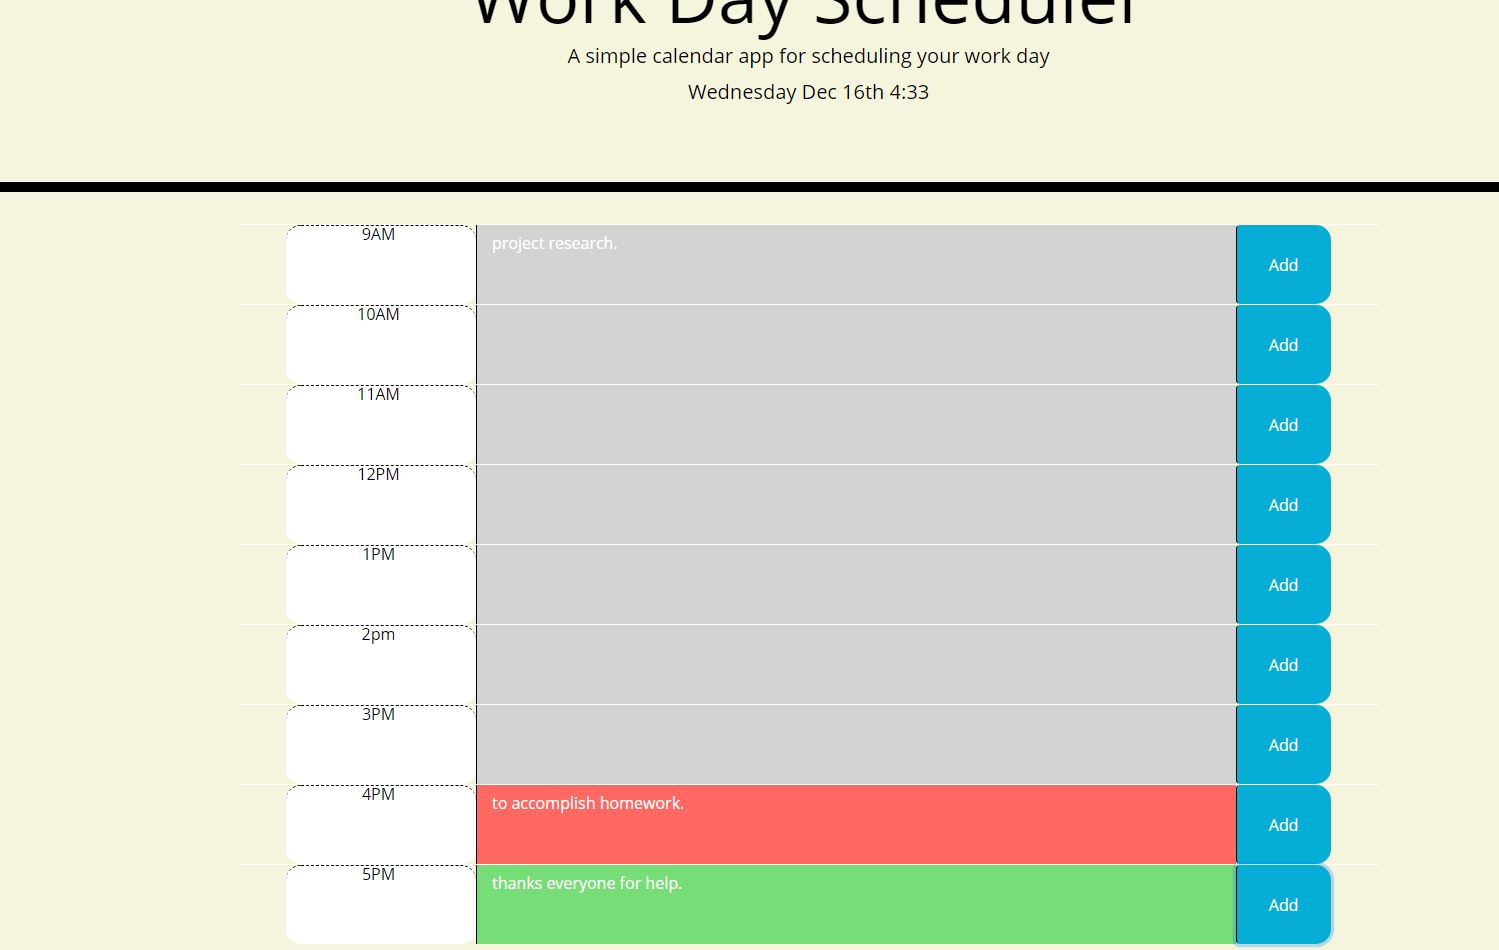 Work Day Scheduler
A simple calendar app for scheduling your work day
Wednesday Dec 16th 4:33
9AM project research. Add
10AM Add
11AM Add
12PM Add
1PM Add
2pm Add
3PM Add
4PM to accomplish homework. Add
5PM thanks everyone for help. Add